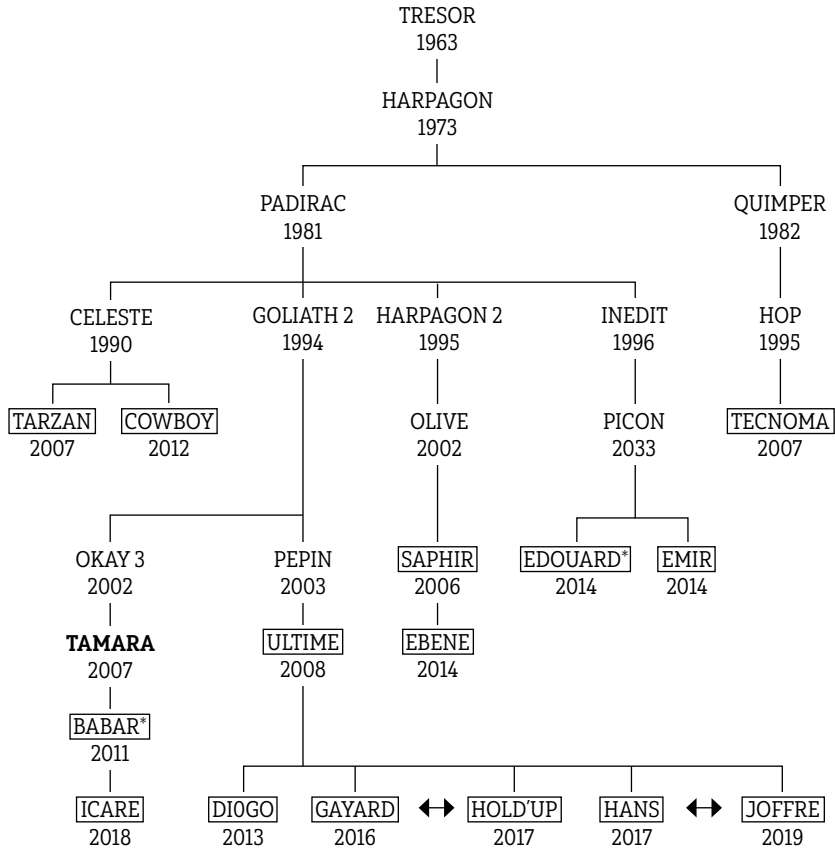 TRESOR
1963
HARPAGON
1973
PADIRAC QUIMPER
1981 1982
CELESTE GOLIATH 2 HARPAGON 2 INEDIT HOP
1990 1994 1995 1996 1995
TARZAN COWBOY OLIVE PICON TECNOMA
2007 2012 2002 2033 2007
OKAY 3 PEPIN SAPHIR EDOUARD* EMIR
2002 2003 2006 2014 2014
TAMARA ULTIME EBENE
2007 2008 2014
BABAR*
2011
ICARE DI0GO GAYARD HOLD'UP HANS JOFFRE
2018 2013 2016 2017 2017 2019